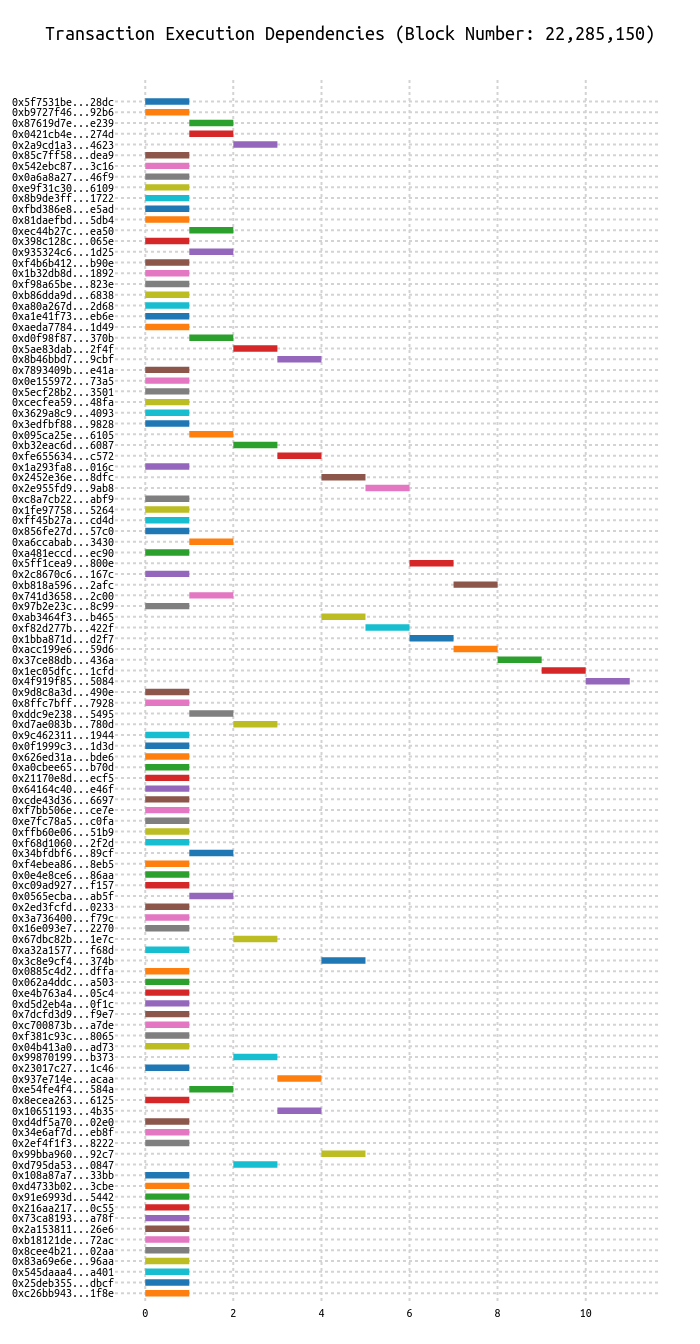 Transaction Execution Dependencies (Block Number: 22,285,150)
0x5f7531be...28dc
0xb9727f46...92b6
0x87619d7e...e239
0x0421cb4e...274d
0x2a9cd1a3...4623
0x85c7ff58...dea9
0x542ebc87...3c16
0x0a6a8a27...46f9
0xe9f31c30...6109
0x8b9de3ff...1722
0xfbd386e8...e5ad
0x81daefbd...5db4
0xec44b27c...ea50
0x398c128c...065e
0x935324c6...1d25
0xf4b6b412...b90e
0x1b32db8d...1892
0xf98a65be...823e
0xb86dda9d...6838
0xa80a267d...2d68
0xa1e41f73...eb6e
0xaeda7784...1d49
0xd0f98f87...370b
0x5ae83dab...2f4f
0x8b46bbd7...9cbf
0x7893409b...e41a
0x0e155972...73a5
0x5ecf28b2...3501
0xcecfea59...48fa
0x3629a8c9...4093
0x3edfbf88...9828
0x095ca25e...6105
0xb32eac6d...6087
0xfe655634...c572
0x1a293fa8...016c
0x2452e36e...8dfc
0x2e955fd9...9ab8
0xc8a7cb22...abf9
0x1fe97758...5264
0xff45b27a...cd4d
0x856fe27d...57c0
0xa6ccabab...3430
0xa481eccd...ec90
0x5ff1cea9...800e
0x2c8670c6...167c
0xb818a596...2afc
0x741d3658...2c00
0x97b2e23c...8c99
0xab3464f3...b465
0xf82d277b...422f
0x1bba871d...d2f7
0xacc199e6...59d6
0x37ce88db...436a
0x1ec05dfc...1cfd
0x4f919f85...5084
0x9d8c8a3d...490e
0x8ffc7bff...7928
0xddc9e238...5495
0xd7ae083b...780d
0x9c462311...1944
0x0f1999c3...1d3d
0x626ed31a...bde6
0xa0cbee65...b70d
0x21170e8d...ecf5
0x64164c40...e46f
0xcde43d36...6697
0xf7bb506e...ce7e
0xe7fc78a5...c0fa
0xffb60e06...51b9
0xf68d1060...2f2d
0x34bfdbf6...89cf
0xf4ebea86...8eb5
0x0e4e8ce6...86aa
0xc09ad927...f157
0x0565ecba...ab5f
0x2ed3fcfd...0233
0x3a736400...f79c
0x16e093e7...2270
0x67dbc82b...1e7c
0xa32a1577...f68d
0x3c8e9cf4...374b
0x0885c4d2...dffa
0x062a4ddc...a503
0xe4b763a4...05c4
0xd5d2eb4a...0f1c
0x7dcfd3d9...f9e7
0xc700873b...a7de
0xf381c93c...8065
0x04b413a0...ad73
0x99870199...b373
0x23017c27...1c46
0x937e714e...acaa
0xe54fe4f4...584a
0x8ecea263...6125
0x10651193...4b35
0xd4df5a70...02e0
0x34e6af7d...eb8f
0x2ef4f1f3...8222
0x99bba960...92c7
0xd795da53...0847
0x108a87a7...33bb
0xd4733b02...3cbe
0x91e6993d...5442
0x216aa217...0c55
0x73ca8193...a78f
0x2a153811...26e6
0xb18121de...72ac
0x8cee4b21...02aa
0x83a69e6e...96aa
0x545daaa4...a401
0x25deb355...dbcf
0xc26bb943...1f8e
0 2 4 6 8 10